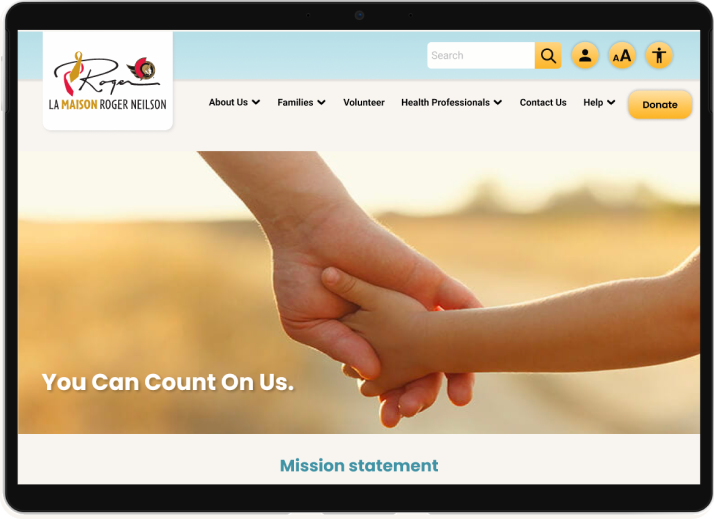 Search
AA
Roger
LA MAISON ROGER NEILSON
About Us
Families
Volunteer
Health Professionals
Contact Us
Help
Donate
You Can Count On Us.
Mission statement